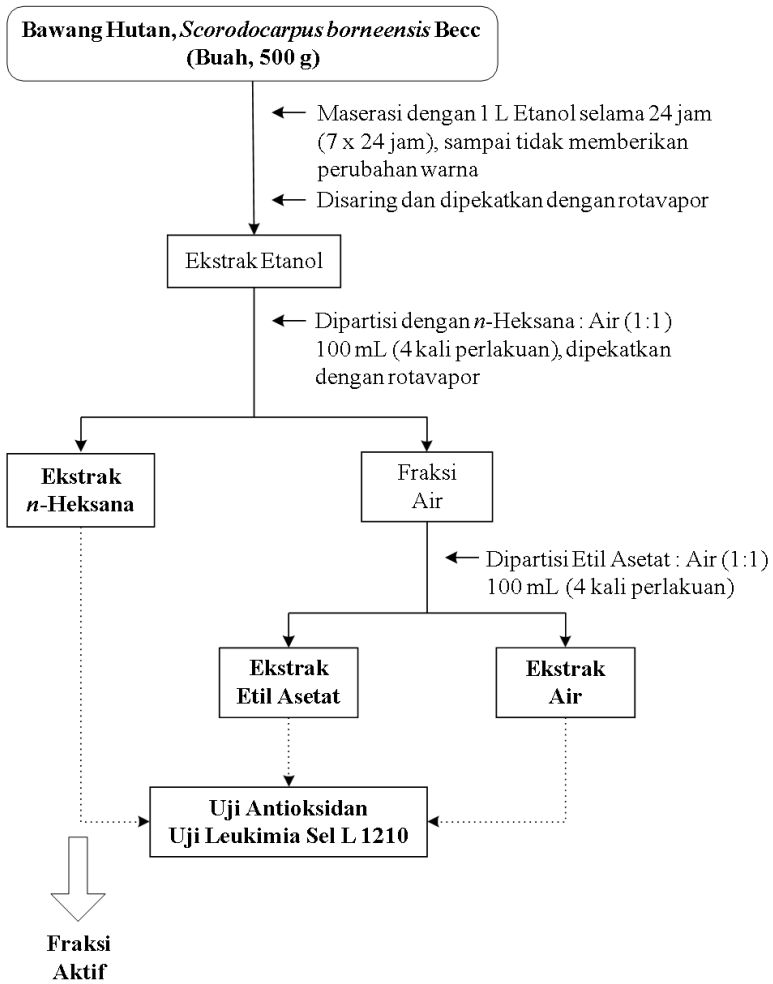 Bawang Hutan, Scorodocarpus borneensis Becc
(Buah, 500 g)
Maserasi dengan 1 L Etanol selama 24 jam
(7 x 24 jam), sampai tidak memberikan
perubahan warna
Disaring dan dipekatkan dengan rotavapor
Ekstrak Etanol
Dipartisi dengan n-Heksana : Air (1:1)
100 mL (4 kali perlakuan), dipekatkan
dengan rotavapor
Ekstrak
n-Heksana
Fraksi
Air
Dipartisi Etil Asetat : Air (1:1)
100 mL (4 kali perlakuan)
Ekstrak
Etil Asetat
Ekstrak
Air
Uji Antioksidan
Uji Leukimia Sel L 1210
Fraksi
Aktif